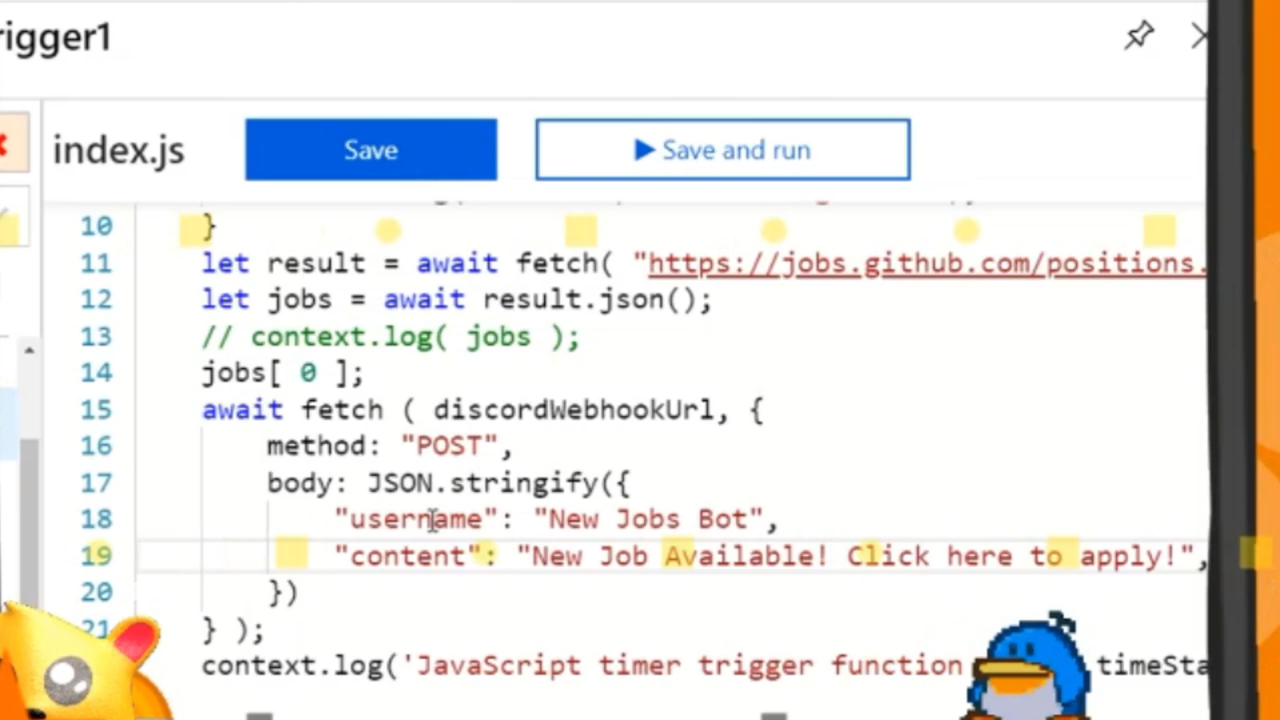 rigger1
index.js
Save
Save and run
10 }
11 let result = await fetch( "https://jobs.github.com/positions.
12 let jobs = await result.json();
13 // context.log( jobs );
14 jobs[ 0 ];
15 await fetch ( discordWebhookUrl, {
16 method: "POST",
17 body: JSON.stringify({
18 "username": "New Jobs Bot",
19 "content": "New Job Available! Click here to apply!",
20 })
21 } );
context.log('JavaScript timer trigger function timeSta